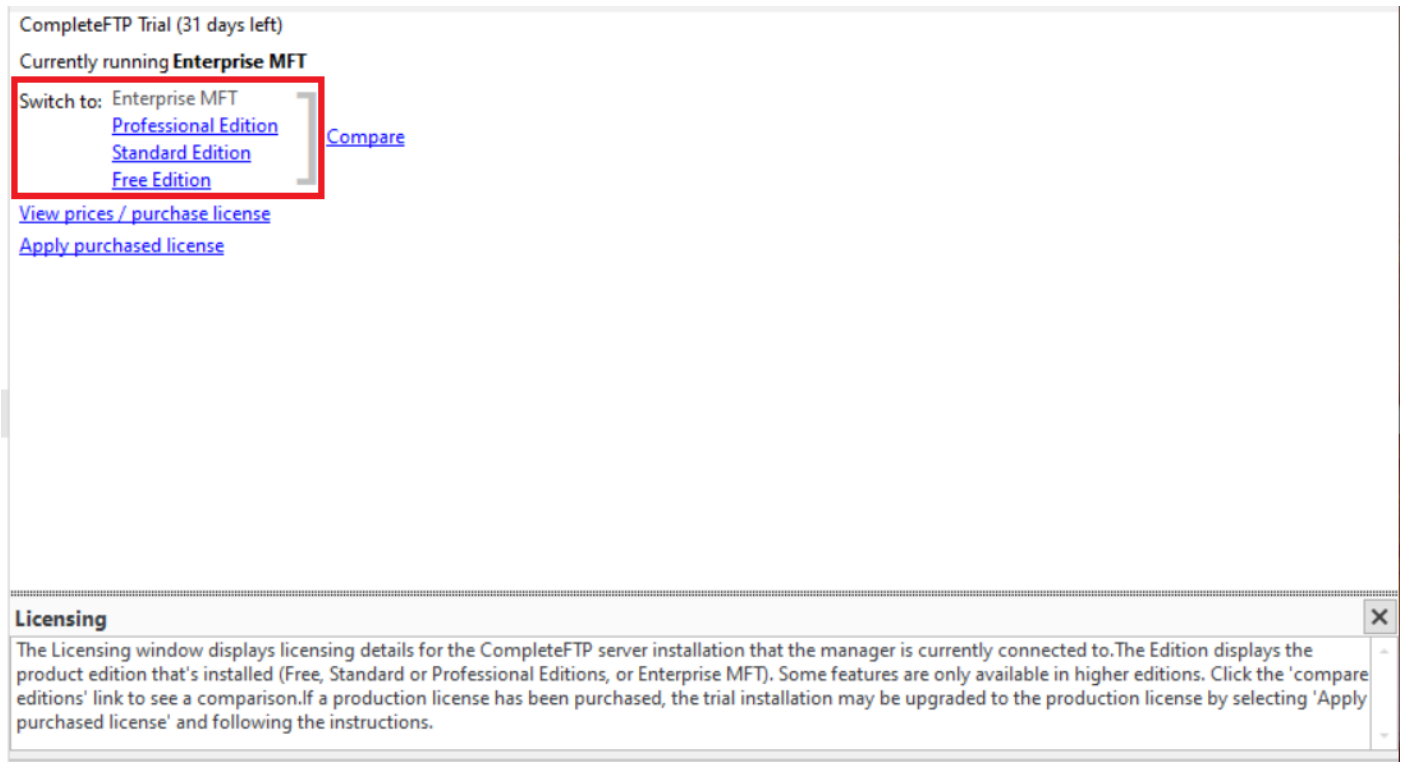 CompleteFTP Trial (31 days left)
Currently running Enterprise MFT
Switch to: Enterprise MFT
Professional Edition
Compare
Standard Edition
Free Edition
View prices / purchase license
Apply purchased license
Licensing
The Licensing window displays licensing details for the CompleteFTP server installation that the manager is currently connected to.The Edition displays the
product edition that's installed (Free, Standard or Professional Editions, or Enterprise MFT). Some features are only available in higher editions. Click the 'compare
editions' link to see a comparison.If a production license has been purchased, the trial installation may be upgraded to the production license by selecting 'Apply
purchased license' and following the instructions.